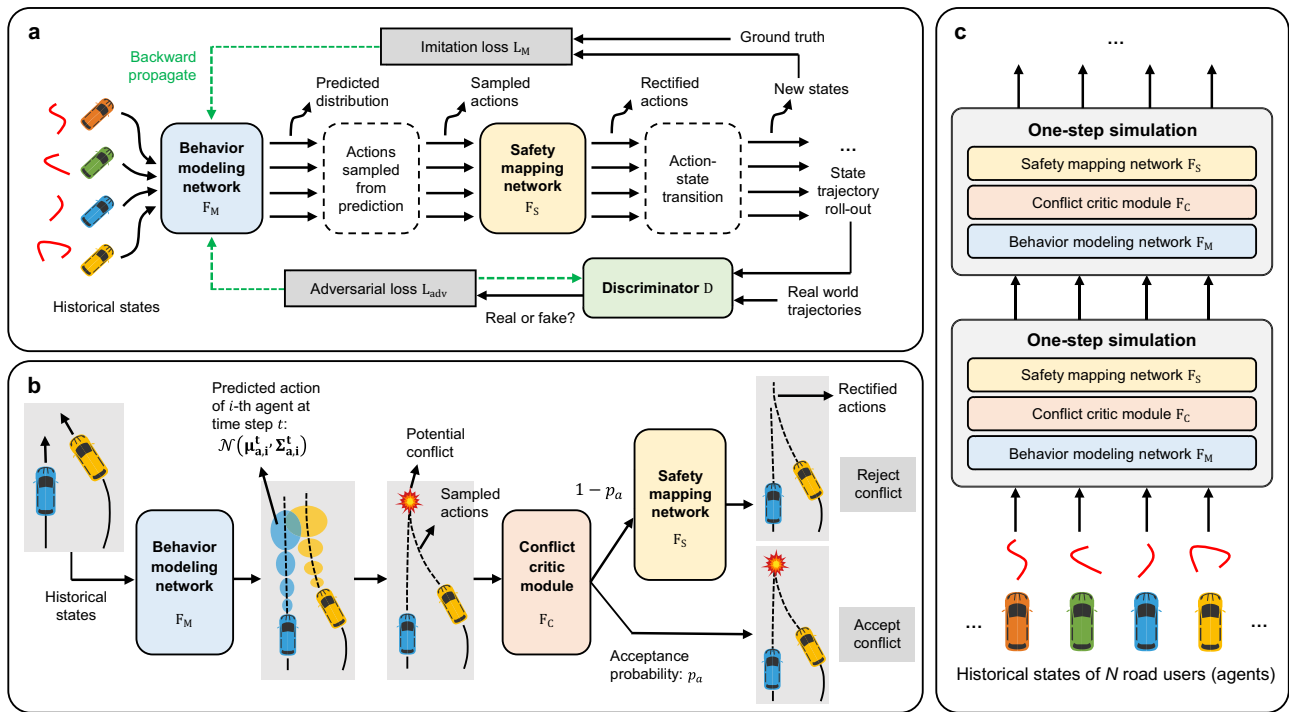 a
Imitation loss L_M
Ground truth
Backward
propagate
Predicted
distribution
Sampled
actions
Rectified
actions
New states
Behavior
modeling
network
F_M
Actions
sampled
from
prediction
Safety
mapping
network
F_S
Action-
state
transition
...
State
trajectory
roll-out
Historical states
Adversarial loss L_adv
Real or fake?
Discriminator D
Real world
trajectories
b
Predicted action
of i-th agent at
time step t:
𝒩(μ^t_a,i, Σ^t_a,i)
Potential
conflict
Sampled
actions
Historical
states
Behavior
modeling
network
F_M
Conflict
critic
module
F_C
1 − p_a
Safety
mapping
network
F_S
Acceptance
probability: p_a
Rectified
actions
Reject
conflict
Accept
conflict
c
...
One-step simulation
Safety mapping network F_S
Conflict critic module F_C
Behavior modeling network F_M
One-step simulation
Safety mapping network F_S
Conflict critic module F_C
Behavior modeling network F_M
... ...
Historical states of N road users (agents)